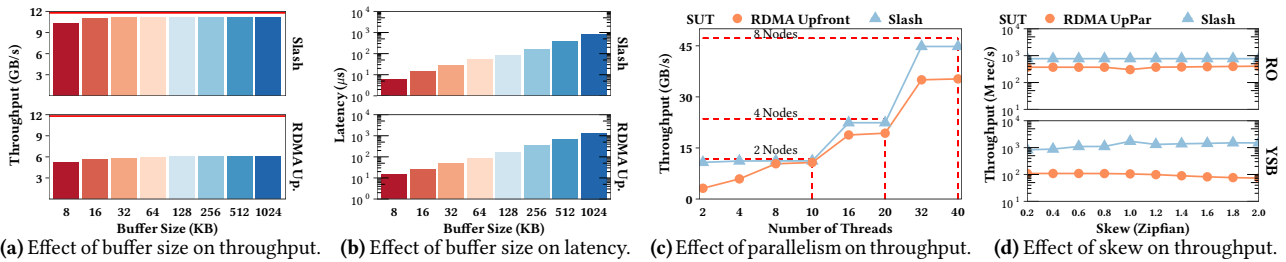 Throughput (GB/s)
12
9
6
3
Slash
12
9
6
3
RDMA Up.
8 16 32 64 128 256 512 1024
Buffer Size (KB)
(a) Effect of buffer size on throughput.
Latency (μs)
10^4
10^3
10^2
10^1
10^0
Slash
10^4
10^3
10^2
10^1
10^0
RDMA Up.
8 16 32 64 128 256 512 1024
Buffer Size (KB)
(b) Effect of buffer size on latency.
SUT RDMA Upfront Slash
Throughput (GB/s)
45
30
15
0
8 Nodes
4 Nodes
2 Nodes
2 4 8 10 16 20 32 40
Number of Threads
(c) Effect of parallelism on throughput.
SUT RDMA UpPar Slash
Throughput (M rec/s)
10^4
10^3
10^2
10^1
RO
10^4
10^3
10^2
10^1
YSB
0.2 0.4 0.6 0.8 1.0 1.2 1.4 1.6 1.8 2.0
Skew (Zipfian)
(d) Effect of skew on throughput.